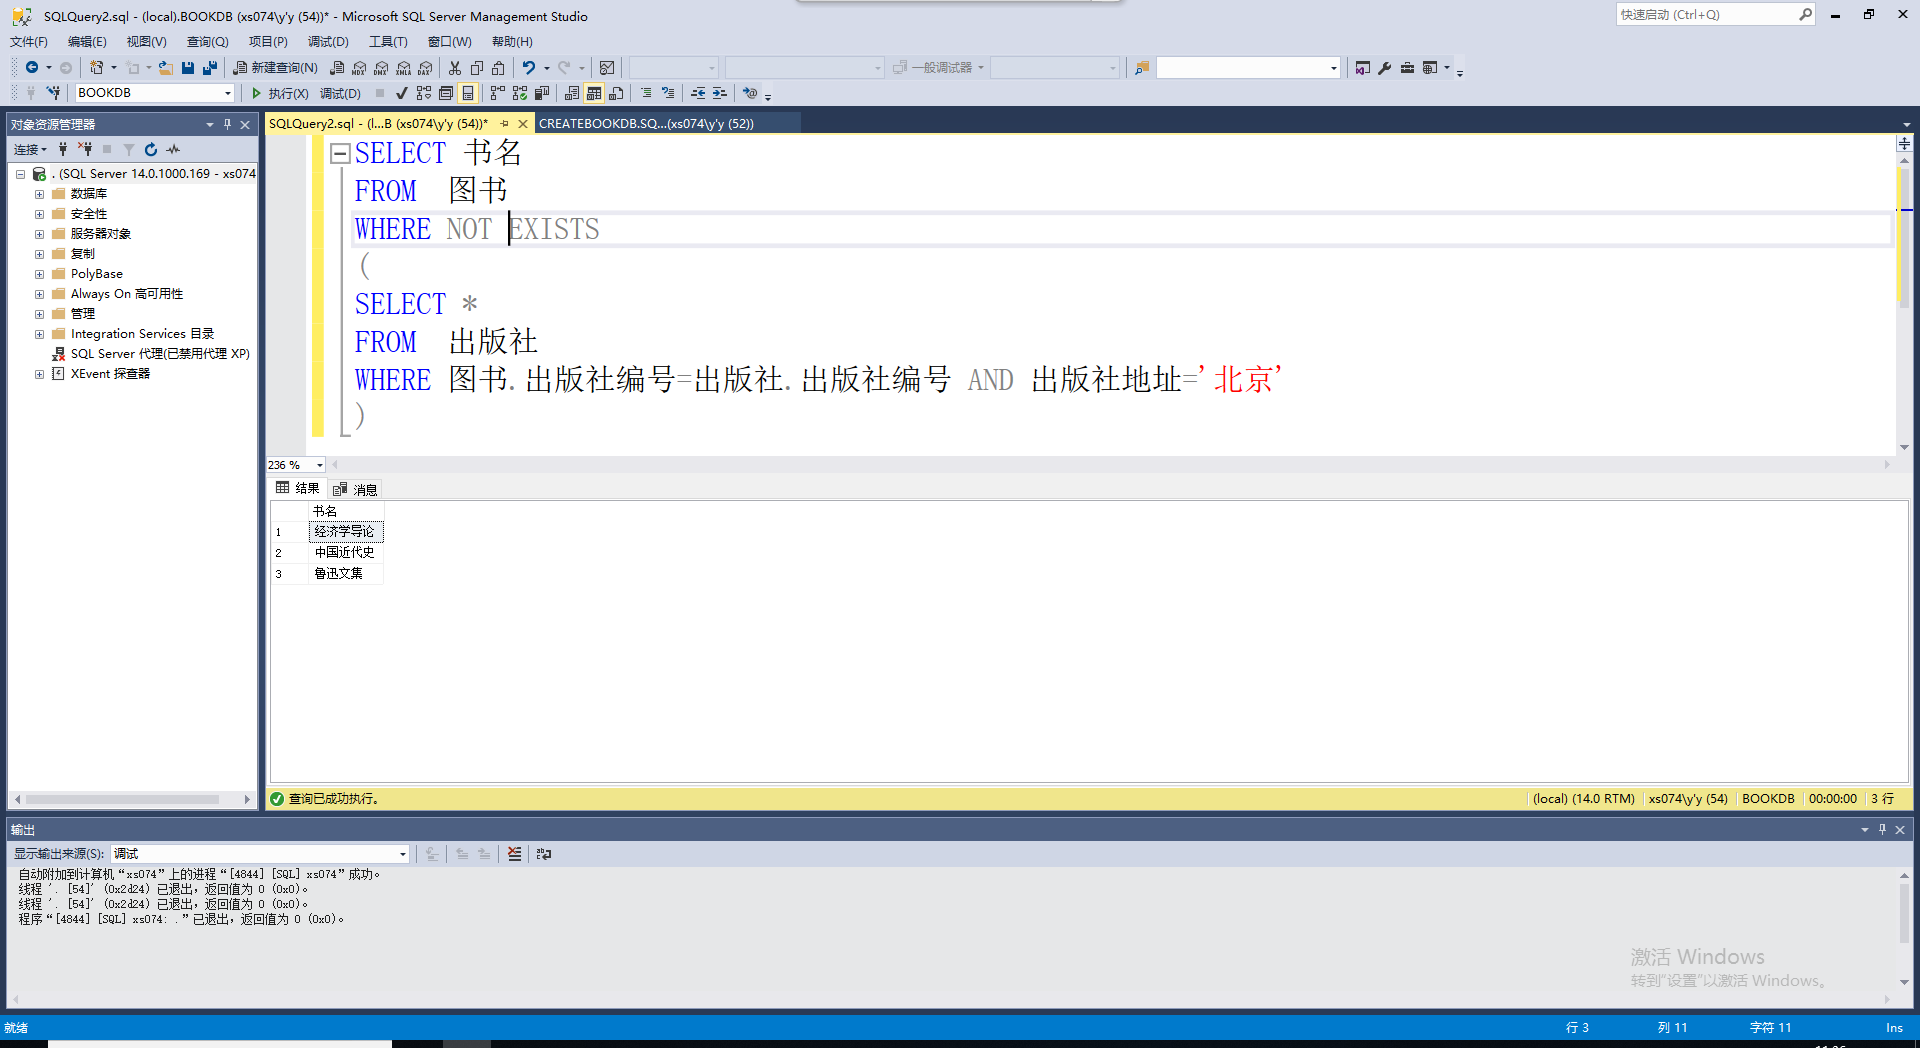 SQLQuery2.sql - (local).BOOKDB (xs074\y'y (54))* - Microsoft SQL Server Management Studio
快速启动 (Ctrl+Q)
文件(F) 编辑(E) 视图(V) 查询(Q) 项目(P) 调试(D) 工具(T) 窗口(W) 帮助(H)
新建查询(N) MDX DMX XMLA DAX 一般调试器
BOOKDB 执行(X) 调试(D)
对象资源管理器
连接
. (SQL Server 14.0.1000.169 - xs074
数据库
安全性
服务器对象
复制
PolyBase
Always On 高可用性
管理
Integration Services 目录
SQL Server 代理(已禁用代理 XP)
XEvent 探查器
SQLQuery2.sql - (l...B (xs074\y'y (54))* CREATEBOOKDB.SQ...(xs074\y'y (52))
SELECT 书名
FROM 图书
WHERE NOT EXISTS
(
SELECT *
FROM 出版社
WHERE 图书.出版社编号=出版社.出版社编号 AND 出版社地址='北京'
)
236 %
结果 消息
书名
1 经济学导论
2 中国近代史
3 鲁迅文集
查询已成功执行。 (local) (14.0 RTM) xs074\y'y (54) BOOKDB 00:00:00 3 行
输出
显示输出来源(S): 调试
自动附加到计算机“xs074”上的进程“[4844] [SQL] xs074”成功。
线程 '. [54]' (0x2d24) 已退出，返回值为 0 (0x0)。
线程 '. [54]' (0x2d24) 已退出，返回值为 0 (0x0)。
程序“[4844] [SQL] xs074: .”已退出，返回值为 0 (0x0)。
激活 Windows
转到“设置”以激活 Windows。
就绪 行 3 列 11 字符 11 Ins